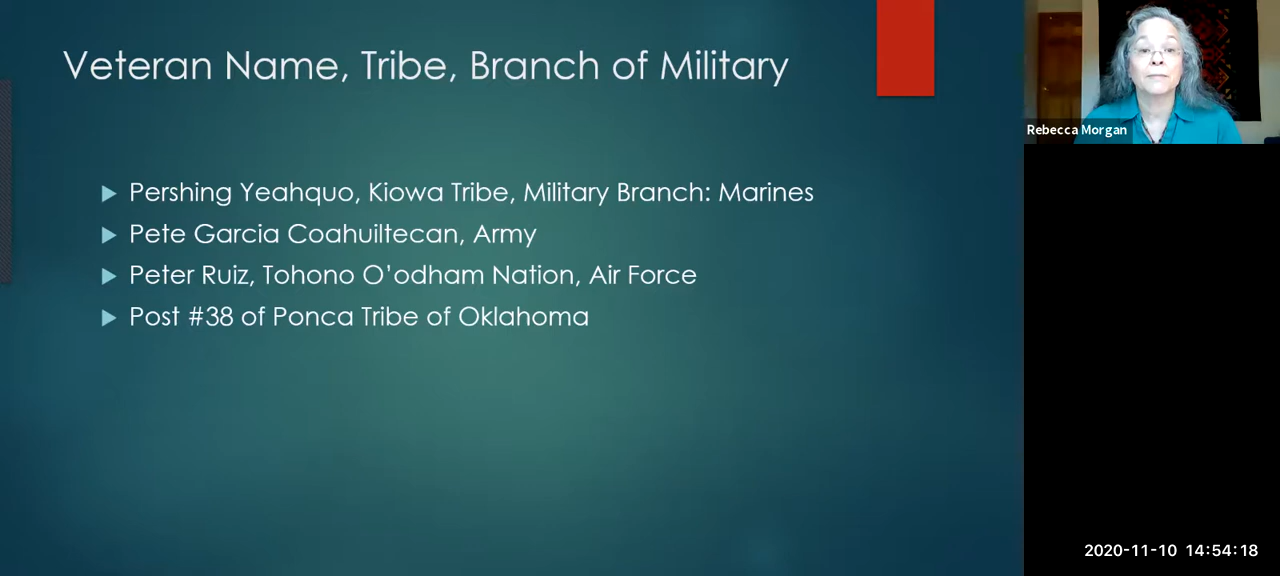 Veteran Name, Tribe, Branch of Military
Pershing Yeahquo, Kiowa Tribe, Military Branch: Marines
Pete Garcia Coahuiltecan, Army
Peter Ruiz, Tohono O'odham Nation, Air Force
Post #38 of Ponca Tribe of Oklahoma
Rebecca Morgan
2020-11-10 14:54:18